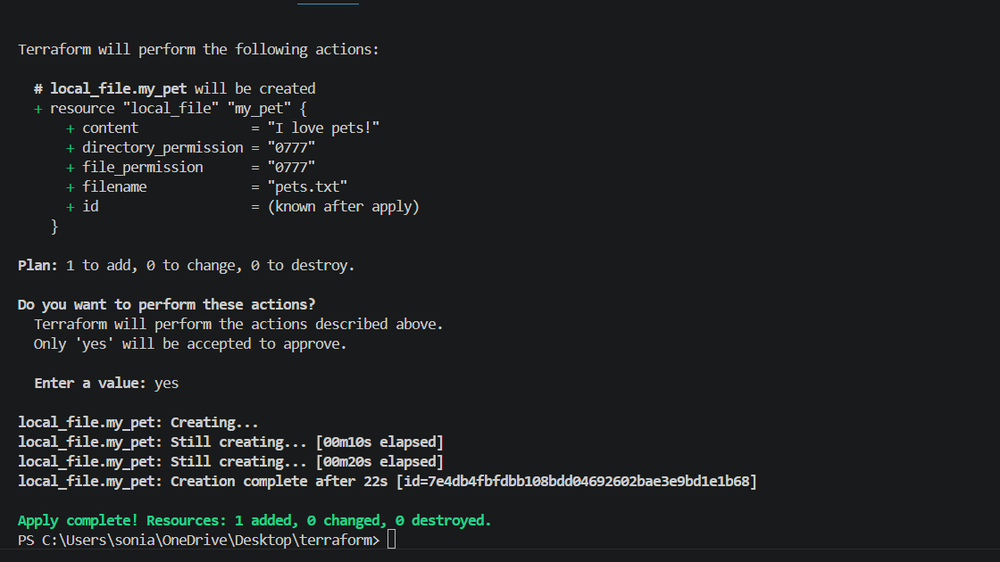 Terraform will perform the following actions:
# local_file.my_pet will be created
+ resource "local_file" "my_pet" {
+ content = "I love pets!"
+ directory_permission = "0777"
+ file_permission = "0777"
+ filename = "pets.txt"
+ id = (known after apply)
}
Plan: 1 to add, 0 to change, 0 to destroy.
Do you want to perform these actions?
Terraform will perform the actions described above.
Only 'yes' will be accepted to approve.
Enter a value: yes
local_file.my_pet: Creating...
local_file.my_pet: Still creating... [00m10s elapsed]
local_file.my_pet: Still creating... [00m20s elapsed]
local_file.my_pet: Creation complete after 22s [id=7e4db4fbfdbb108bdd04692602bae3e9bd1e1b68]
Apply complete! Resources: 1 added, 0 changed, 0 destroyed.
PS C:\Users\sonia\OneDrive\Desktop\terraform>